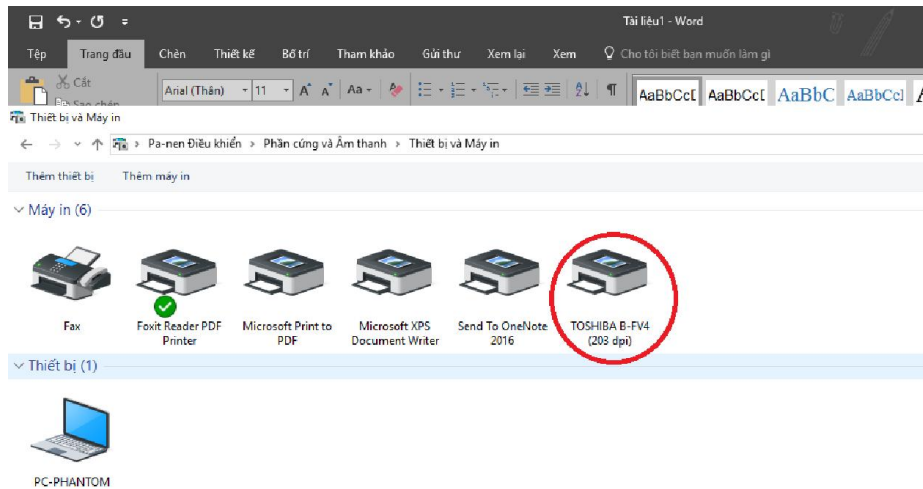 Tài liệu1 - Word
Tệp Trang đầu Chèn Thiết kế Bố trí Tham khảo Gửi thư Xem lại Xem Cho tôi biết bạn muốn làm gì
Cắt
Sao chép
Arial (Thân) 11 A A Aa AaBbCcI AaBbCcI AaBbC AaBbCcl
Thiết bị và Máy in
Pa-nen Điều khiển > Phần cứng và Âm thanh > Thiết bị và Máy in
Thêm thiết bị Thêm máy in
Máy in (6)
Fax
Foxit Reader PDF
Printer
Microsoft Print to
PDF
Microsoft XPS
Document Writer
Send To OneNote
2016
TOSHIBA B-FV4
(203 dpi)
Thiết bị (1)
PC-PHANTOM